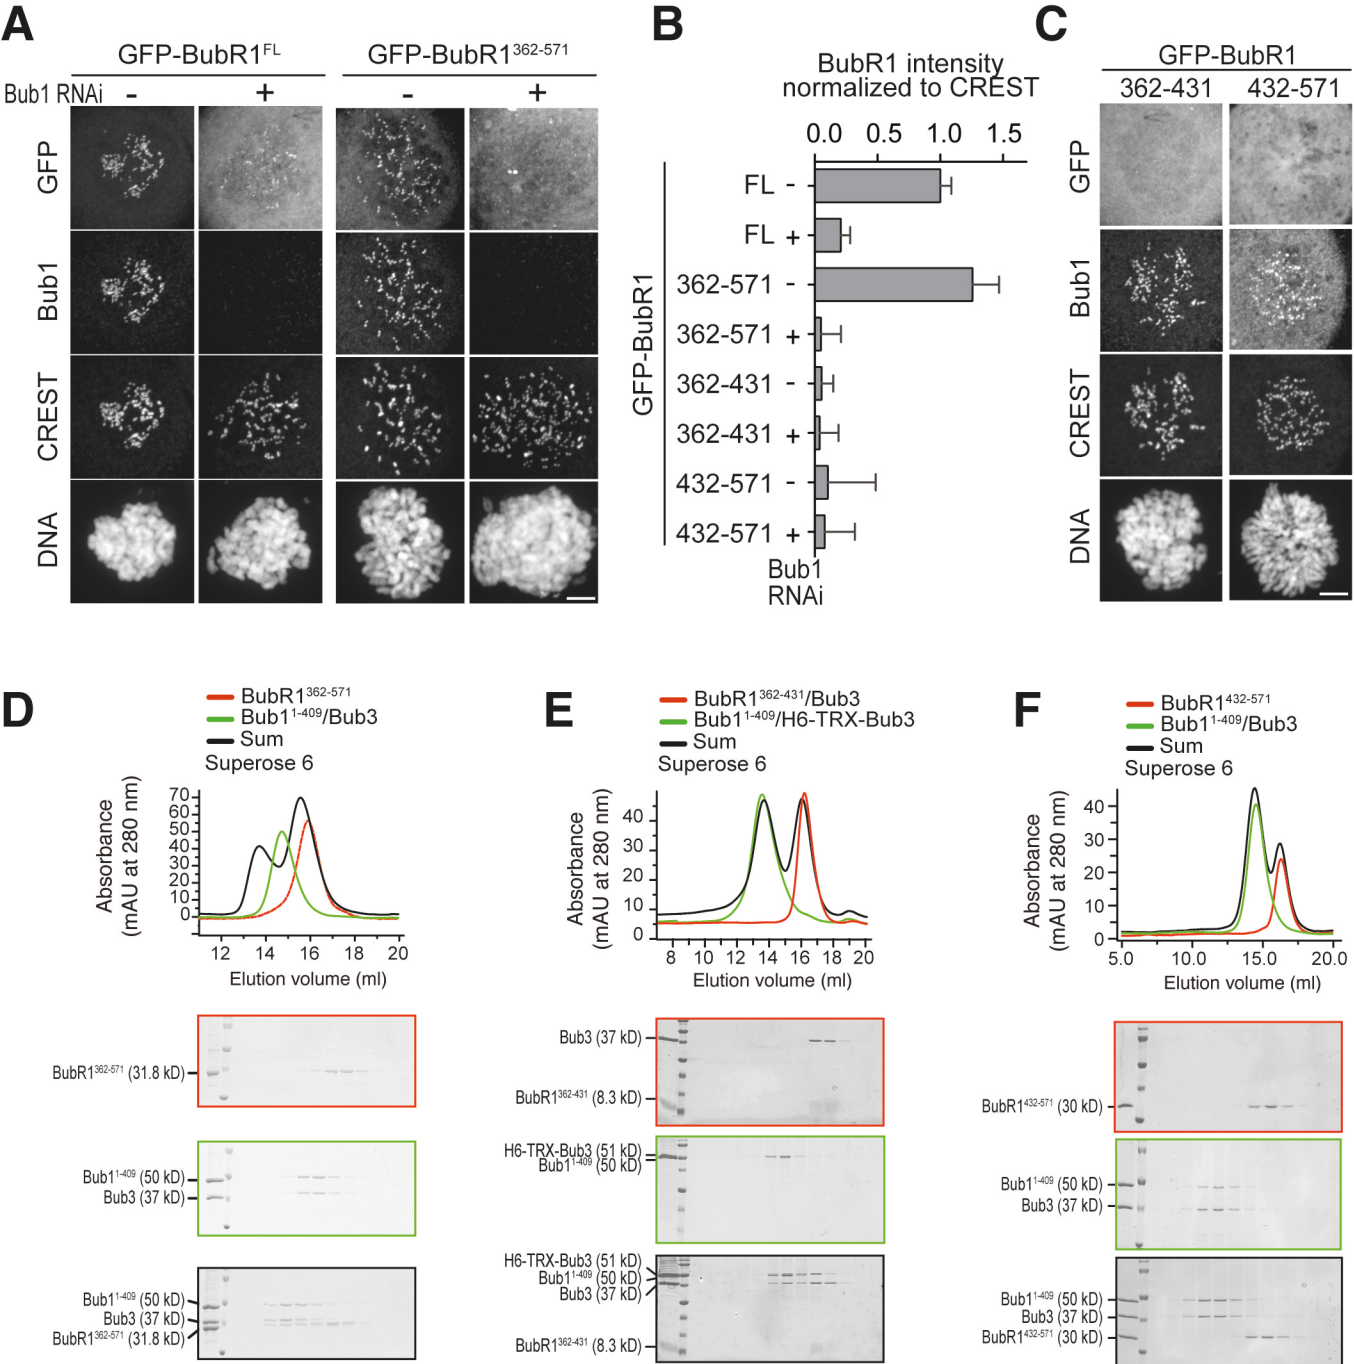 A
GFP-BubR1FL
GFP-BubR1362-571
Bub1 RNAi - + - +
GFP
Bub1
CREST
DNA
B
BubR1 intensity
normalized to CREST
0.0 0.5 1.0 1.5
GFP-BubR1
FL -
FL +
362-571 -
362-571 +
362-431 -
362-431 +
432-571 -
432-571 +
Bub1
RNAi
C
GFP-BubR1
362-431 432-571
GFP
Bub1
CREST
DNA
D
BubR1362-571
Bub11-409/Bub3
Sum
Superose 6
Absorbance
(mAU at 280 nm)
70
60
50
40
30
20
10
0
12 14 16 18 20
Elution volume (ml)
BubR1362-571 (31.8 kD)
Bub11-409 (50 kD)
Bub3 (37 kD)
Bub11-409 (50 kD)
Bub3 (37 kD)
BubR1362-571 (31.8 kD)
E
BubR1362-431/Bub3
Bub11-409/H6-TRX-Bub3
Sum
Superose 6
Absorbance
(mAU at 280 nm)
40
30
20
10
0
8 10 12 14 16 18 20
Elution volume (ml)
Bub3 (37 kD)
BubR1362-431 (8.3 kD)
H6-TRX-Bub3 (51 kD)
Bub11-409 (50 kD)
H6-TRX-Bub3 (51 kD)
Bub11-409 (50 kD)
Bub3 (37 kD)
BubR1362-431 (8.3 kD)
F
BubR1432-571
Bub11-409/Bub3
Sum
Superose 6
Absorbance
(mAU at 280 nm)
40
30
20
10
0
5.0 10.0 15.0 20.0
Elution volume (ml)
BubR1432-571 (30 kD)
Bub11-409 (50 kD)
Bub3 (37 kD)
Bub11-409 (50 kD)
Bub3 (37 kD)
BubR1432-571 (30 kD)